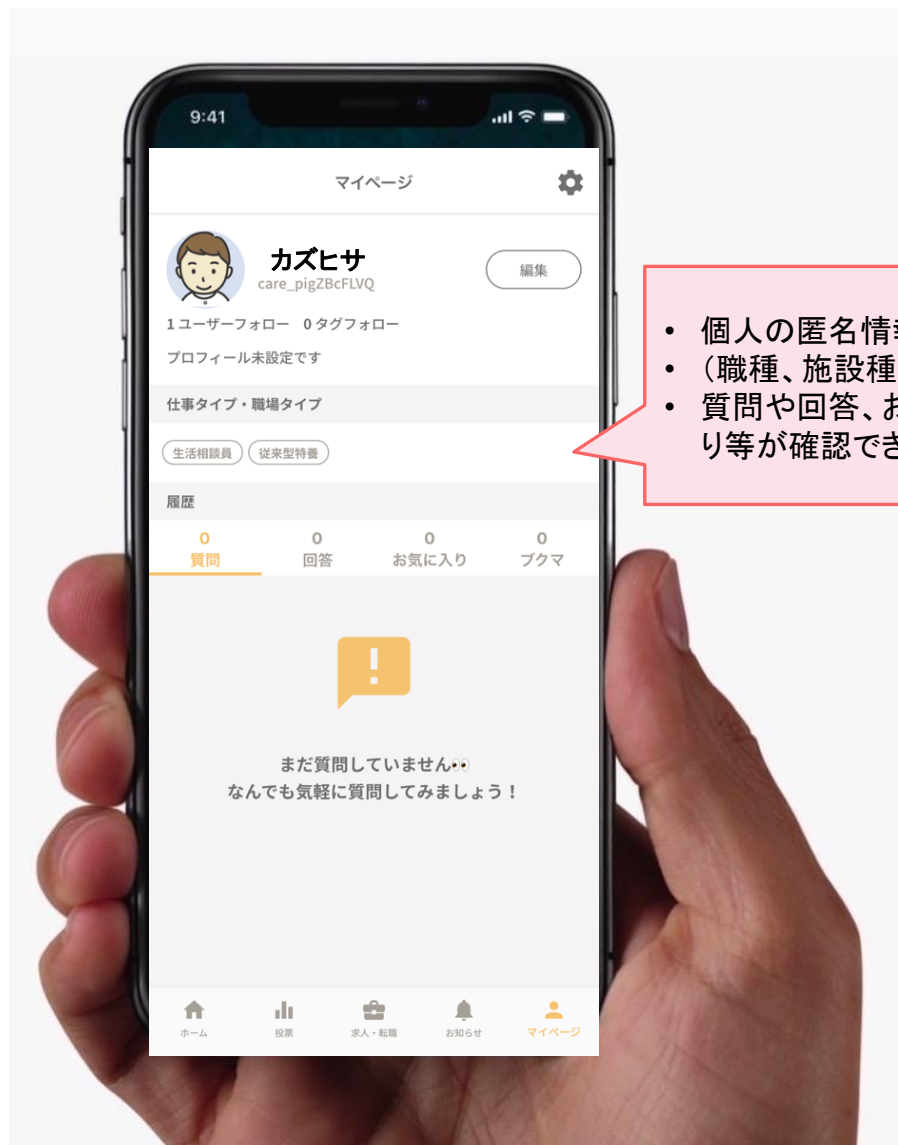 9:41
マイページ
カズヒサ
編集
care_pigZBcFLVQ
1 ユーザーフォロー 0 タグフォロー
プロフィール未設定です
仕事タイプ・職場タイプ
生活相談員 従来型特養
履歴
0 0 0 0
質問 回答 お気に入り ブクマ
まだ質問していません👀
なんでも気軽に質問してみましょう！
ホーム 投票 求人・転職 お知らせ マイページ
• 個人の匿名情
• （職種、施設種
• 質問や回答、お
り等が確認でき